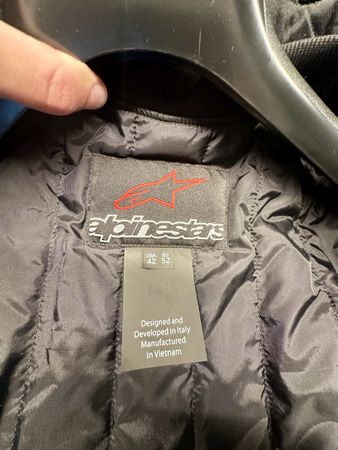 alpinestars
USA EU
42 52
Designed and
Developed in Italy
Manufactured
in Vietnam